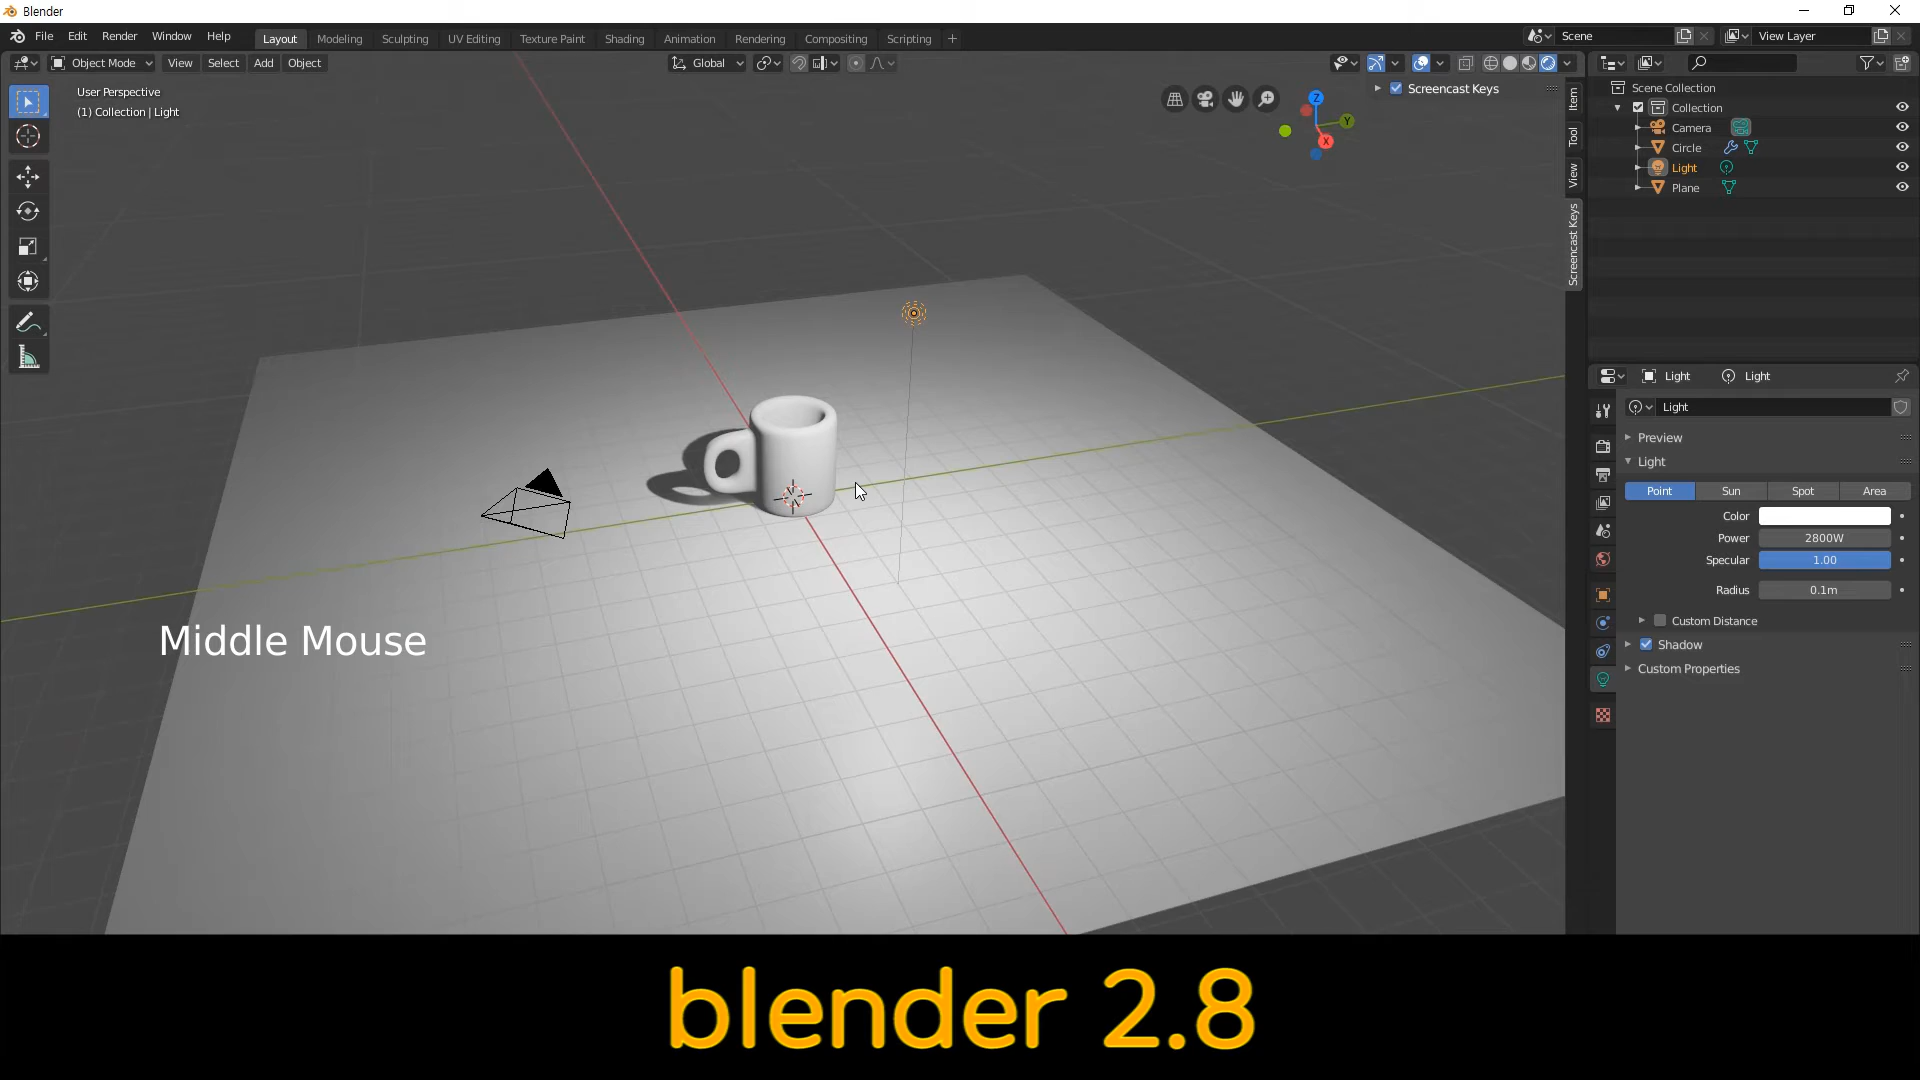 Blender
File Edit Render Window Help
Layout Modeling Sculpting UV Editing Texture Paint Shading Animation Rendering Compositing Scripting +
Scene View Layer
Object Mode View Select Add Object Global
User Perspective
(1) Collection | Light
Screencast Keys
Z
Y
X
Item
Tool
View
Screencast Keys
Scene Collection
Collection
Camera
Circle
Light
Plane
Light Light
Light
Preview
Light
Point Sun Spot Area
Color
Power 2800W
Specular 1.00
Radius 0.1m
Custom Distance
Shadow
Custom Properties
Middle Mouse
blender 2.8